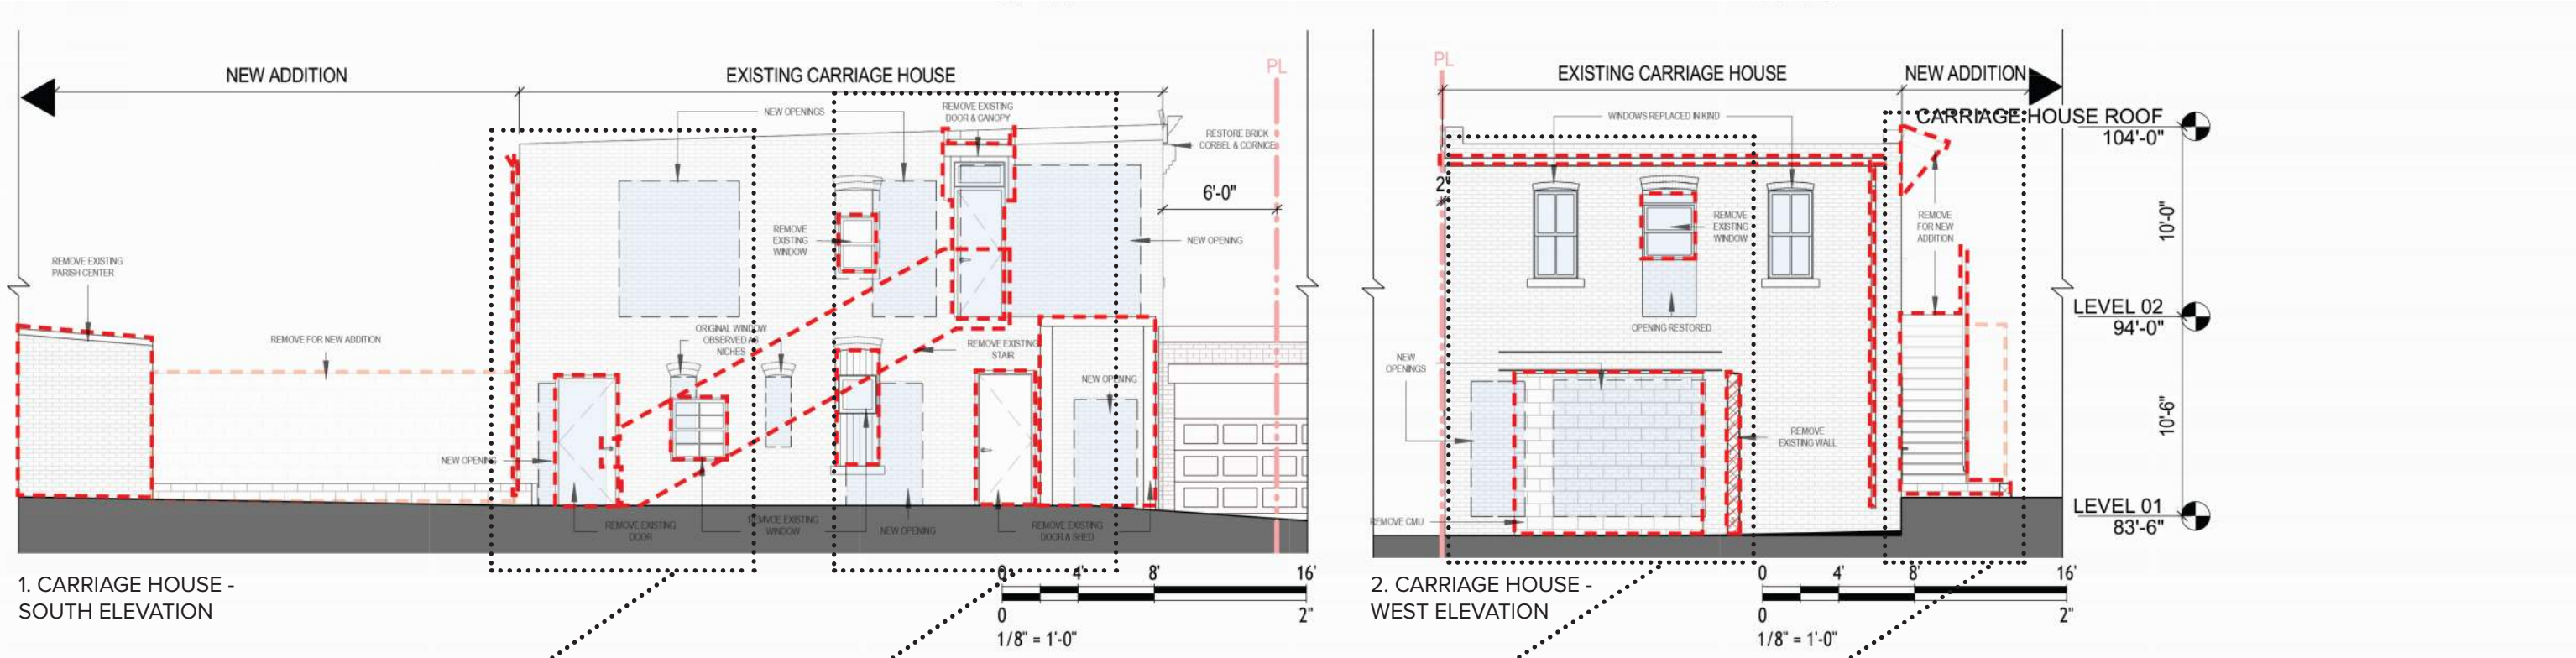 NEW ADDITION
EXISTING CARRIAGE HOUSE
PL
NEW OPENINGS
REMOVE EXISTING
DOOR & CANOPY
RESTORE BRICK
CORBEL & CORNICE
6'-0"
REMOVE
EXISTING
WINDOW
NEW OPENING
REMOVE EXISTING
PARISH CENTER
REMOVE FOR NEW ADDITION
ORIGINAL WINDOW
OBSERVED AS
NICHES
REMOVE EXISTING
STAIR
NEW OPENING
NEW OPENING
REMOVE EXISTING
DOOR
REMVOE EXISTING
WINDOW
NEW OPENING
REMOVE EXISTING
DOOR & SHED
1. CARRIAGE HOUSE -
SOUTH ELEVATION
0 4' 8' 16'
0 2"
1/8" = 1'-0"
PL
EXISTING CARRIAGE HOUSE
NEW ADDITION
WINDOWS REPLACED IN KIND
CARRIAGE HOUSE ROOF
104'-0"
2"
REMOVE
EXISTING
WINDOW
REMOVE
FOR NEW
ADDITION
10'-0"
OPENING RESTORED
LEVEL 02
94'-0"
NEW
OPENINGS
REMOVE
EXISTING WALL
10'-6"
REMOVE CMU
LEVEL 01
83'-6"
2. CARRIAGE HOUSE -
WEST ELEVATION
0 4' 8' 16'
0 2"
1/8" = 1'-0"